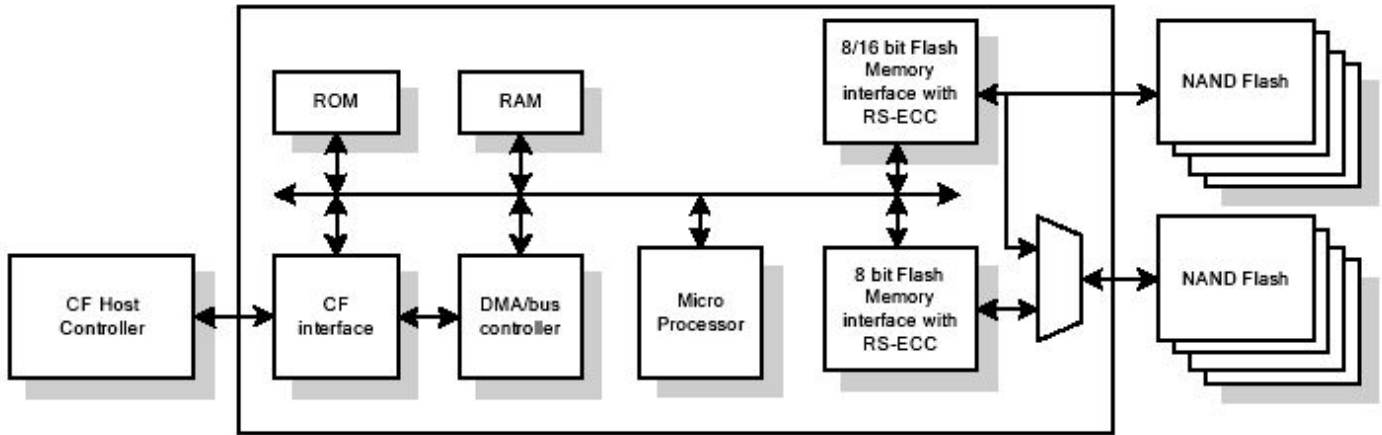 ROM
RAM
8/16 bit Flash
Memory
interface with
RS-ECC
NAND Flash
CF Host
Controller
CF
interface
DMA/bus
controller
Micro
Processor
8 bit Flash
Memory
interface with
RS-ECC
NAND Flash